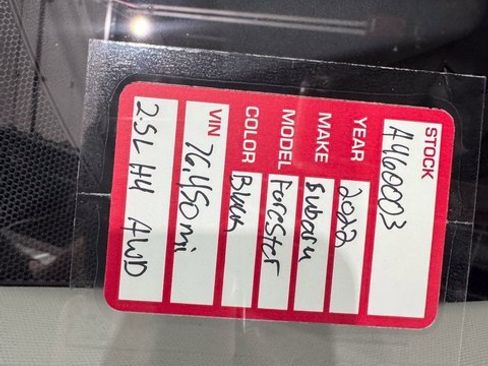 STOCK
A460003
YEAR 2022
MAKE Subaru
MODEL Forester
COLOR Black
VIN 76,450 mi
2.5L H4 AWD